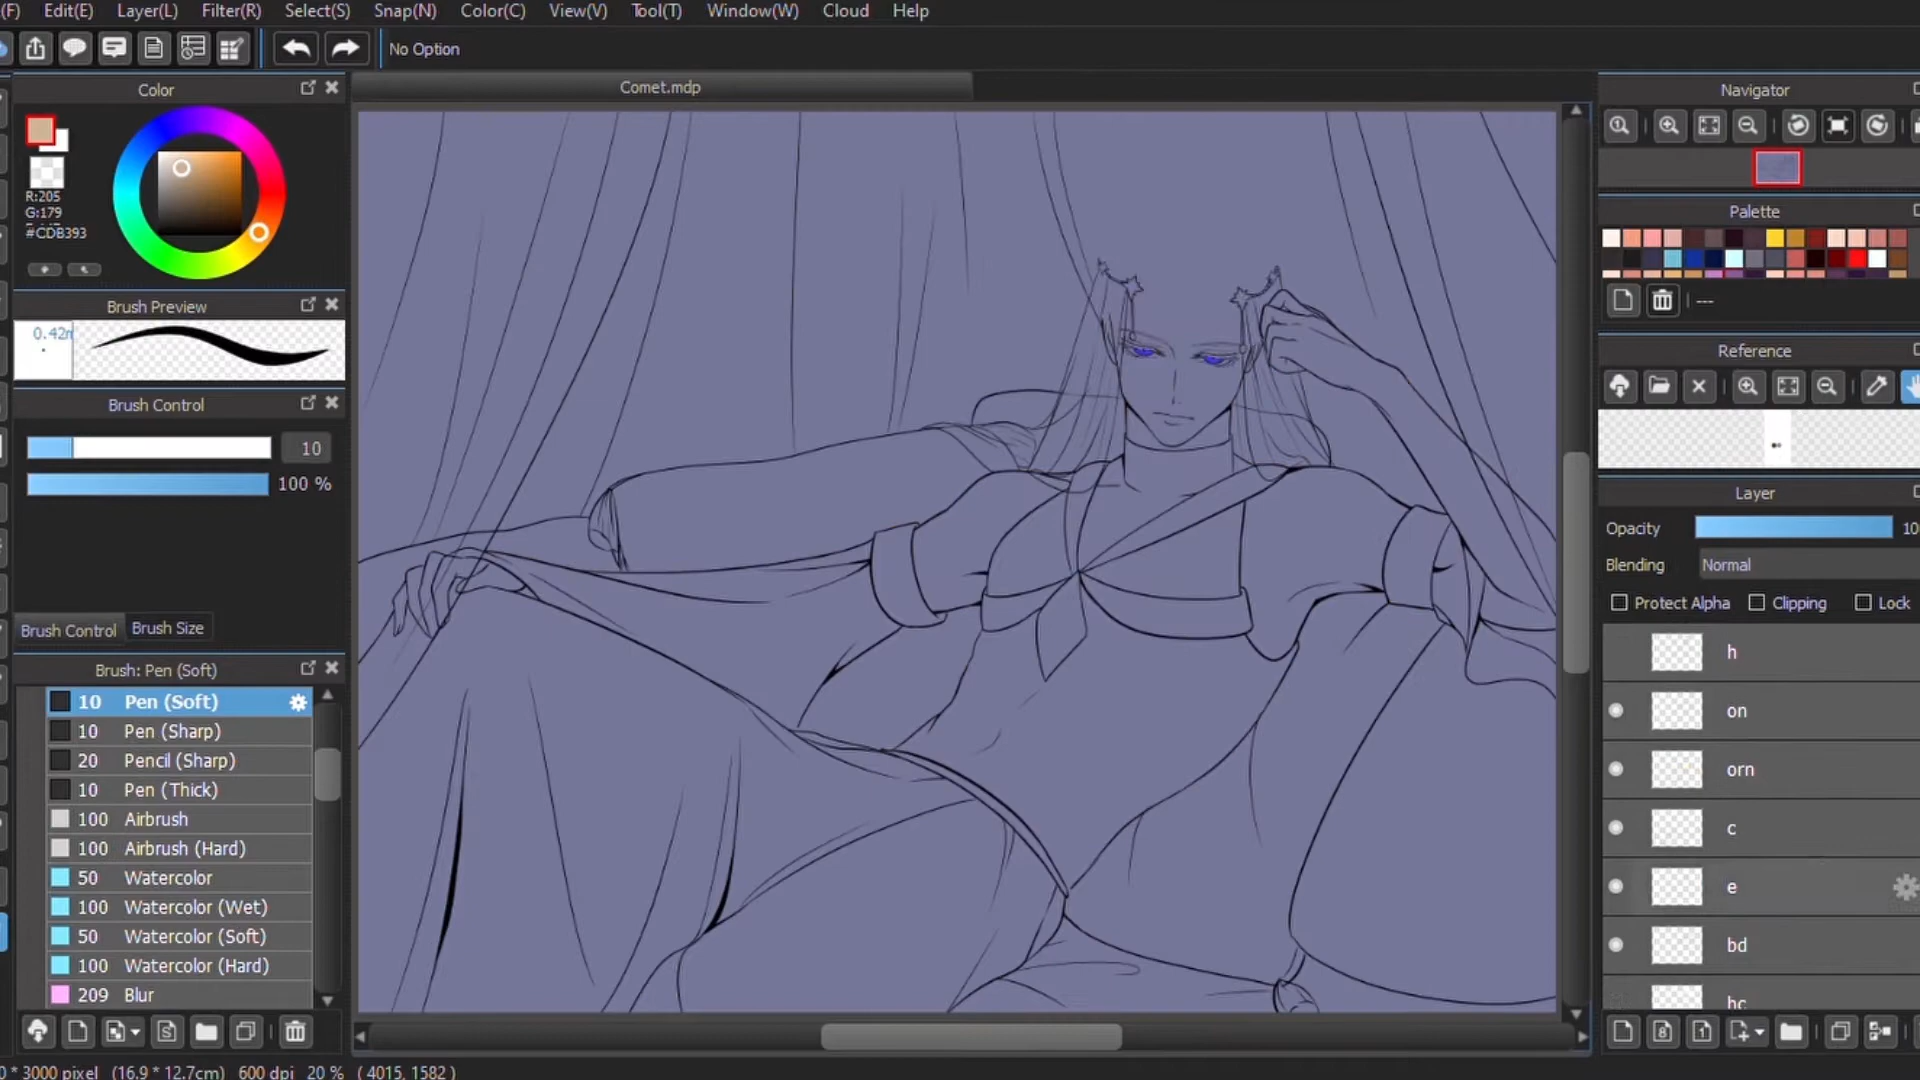 (F) Edit(E) Layer(L) Filter(R) Select(S) Snap(N) Color(C) View(V) Tool(T) Window(W) Cloud Help
No Option
Comet.mdp
Color
R:205
G:179
#CDB393
Brush Preview
0.42
Brush Control
10
100 %
Brush Control Brush Size
Brush: Pen (Soft)
10 Pen (Soft)
10 Pen (Sharp)
20 Pencil (Sharp)
10 Pen (Thick)
100 Airbrush
100 Airbrush (Hard)
50 Watercolor
100 Watercolor (Wet)
50 Watercolor (Soft)
100 Watercolor (Hard)
209 Blur
0 * 3000 pixel (16.9 * 12.7cm) 600 dpi 20 % ( 4015, 1582 )
Navigator
Palette
---
Reference
Layer
Opacity 10
Blending Normal
Protect Alpha Clipping Lock
h
on
orn
c
e
bd
hc